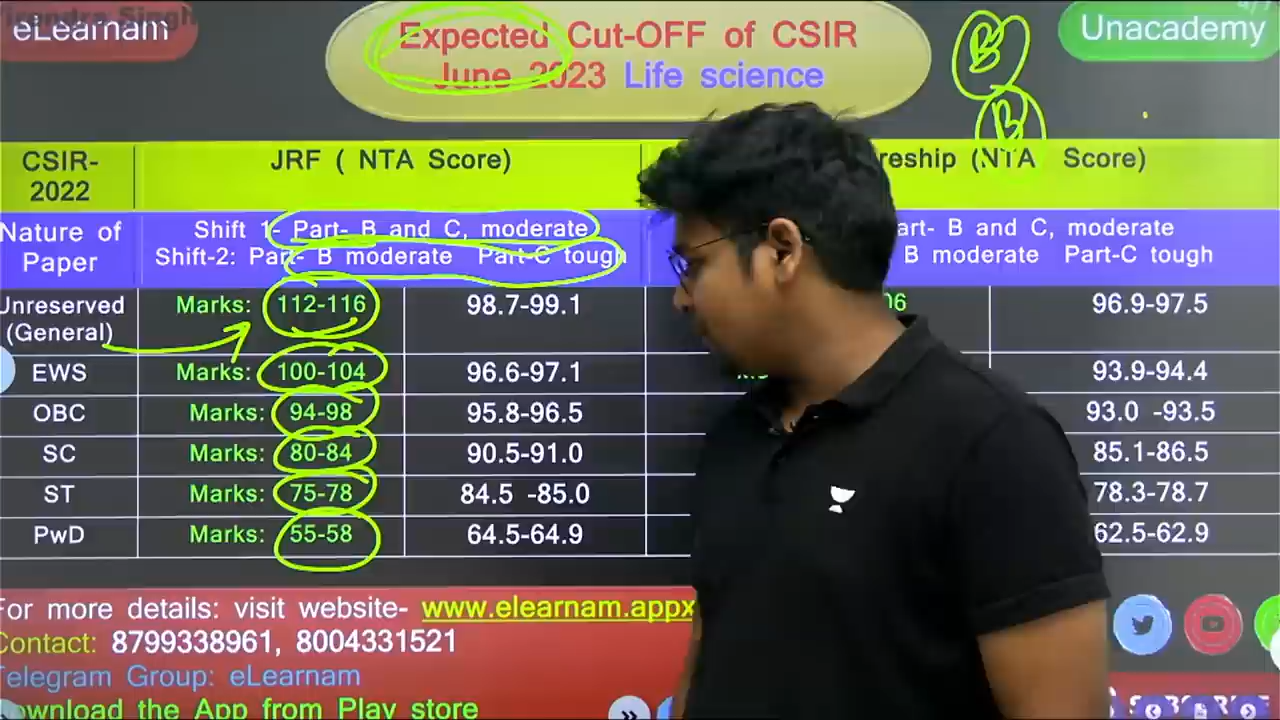 eLearnam
Expected Cut-OFF of CSIR
June 2023 Life science
B
B
Unacademy
CSIR-
2022
JRF ( NTA Score)
reship (NTA Score)
Nature of
Paper
Shift 1- Part- B and C, moderate
Shift-2: Part- B moderate Part-C tough
art- B and C, moderate
B moderate Part-C tough
Unreserved
(General)
Marks: 112-116
98.7-99.1
06
96.9-97.5
EWS
Marks: 100-104
96.6-97.1
93.9-94.4
OBC
Marks: 94-98
95.8-96.5
93.0 -93.5
SC
Marks: 80-84
90.5-91.0
85.1-86.5
ST
Marks: 75-78
84.5 -85.0
78.3-78.7
PwD
Marks: 55-58
64.5-64.9
62.5-62.9
For more details: visit website- www.elearnam.appx
Contact: 8799338961, 8004331521
Telegram Group: eLearnam
ownload the App from Play store